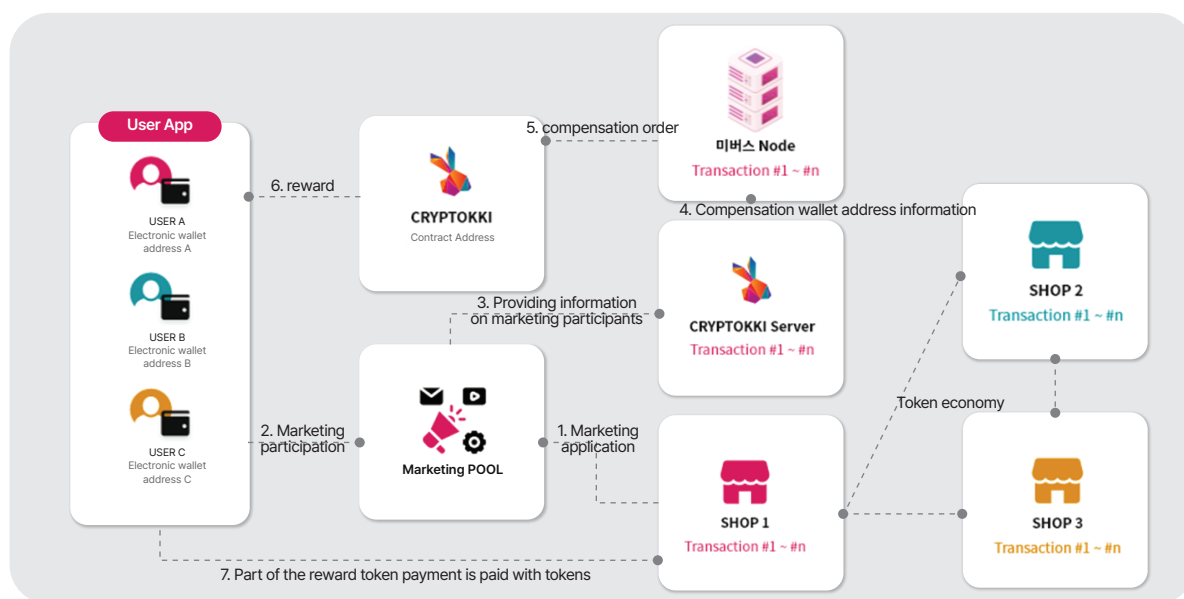 User App
USER A
Electronic wallet
address A
USER B
Electronic wallet
address B
USER C
Electronic wallet
address C
6. reward
CRYPTOKKI
Contract Address
5. compensation order
미버스 Node
Transaction #1 ~ #n
4. Compensation wallet address information
3. Providing information
on marketing participants
CRYPTOKKI Server
Transaction #1 ~ #n
2. Marketing
participation
Marketing POOL
1. Marketing
application
SHOP 1
Transaction #1 ~ #n
SHOP 2
Transaction #1 ~ #n
Token economy
SHOP 3
Transaction #1 ~ #n
7. Part of the reward token payment is paid with tokens